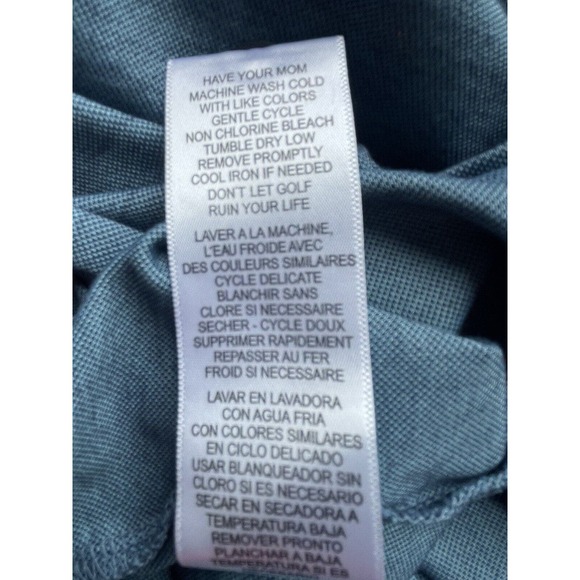 HAVE YOUR MOM
MACHINE WASH COLD
WITH LIKE COLORS
GENTLE CYCLE
NON CHLORINE BLEACH
TUMBLE DRY LOW
REMOVE PROMPTLY
COOL IRON IF NEEDED
DON'T LET GOLF
RUIN YOUR LIFE
LAVER A LA MACHINE,
L'EAU FROIDE AVEC
DES COULEURS SIMILAIRES
CYCLE DELICATE
BLANCHIR SANS
CLORE SI NECESSAIRE
SECHER - CYCLE DOUX
SUPPRIMER RAPIDEMENT
REPASSER AU FER
FROID SI NECESSAIRE
LAVAR EN LAVADORA
CON AGUA FRIA
CON COLORES SIMILARES
EN CICLO DELICADO
USAR BLANQUEADOR SIN
CLORO SI ES NECESARIO
SECAR EN SECADORA A
TEMPERATURA BAJA
REMOVER PRONTO
PLANCHAR A BAJA
TEMPERATURA SI ES